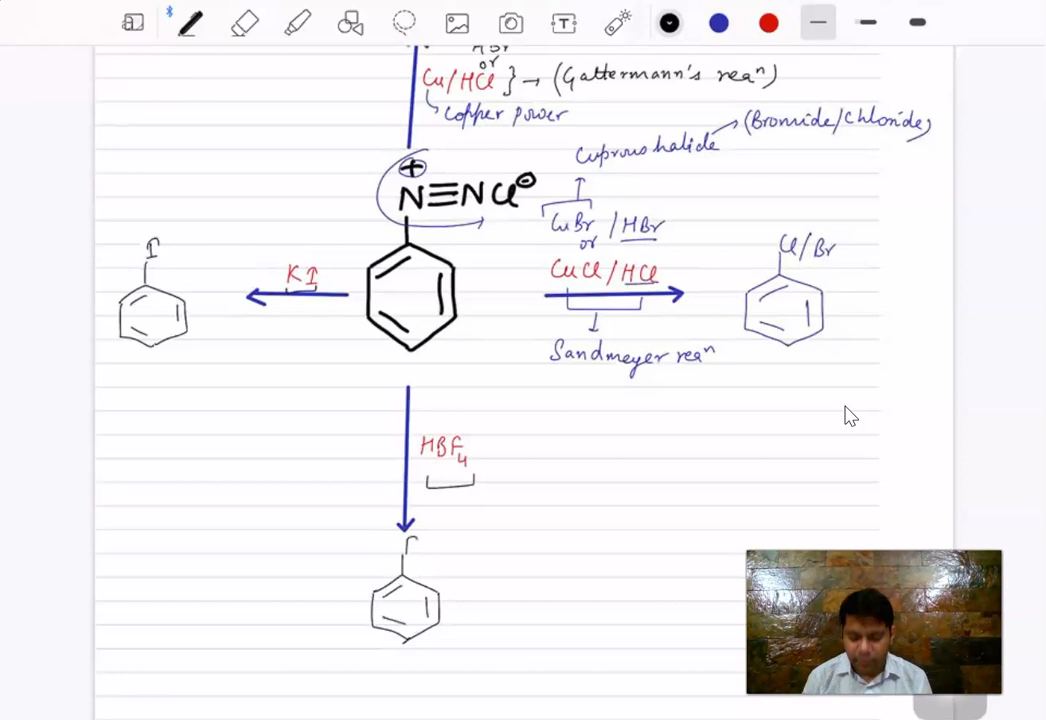 HBr
or
Cu/HCl } → (Gattermann's reaⁿ)
Copper power
(Bromide/Chloride)
Cuprous halide
N≡NCl
CuBr / HBr
or
CuCl/HCl
Cl/Br
I
KI
Sandmeyer reaⁿ
HBF₄